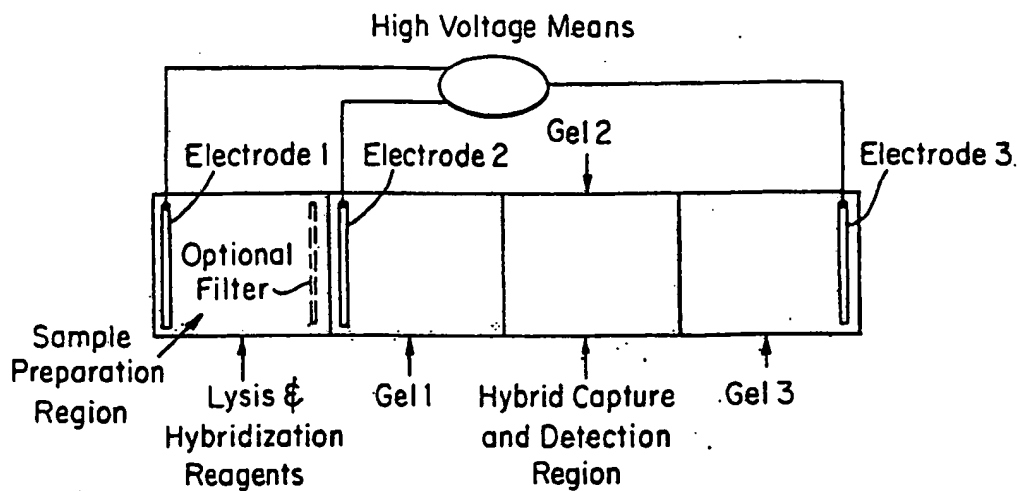 High Voltage Means
Gel 2
Electrode 1
Electrode 2
Electrode 3
Optional
Filter
Sample
Preparation
Region
Lysis &
Hybridization
Reagents
Gel 1
Hybrid Capture
and Detection
Region
Gel 3